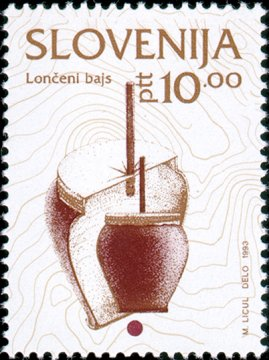 SLOVENIJA
Lončeni bajs
ptt 10.00
M. LICUL DELO 1993